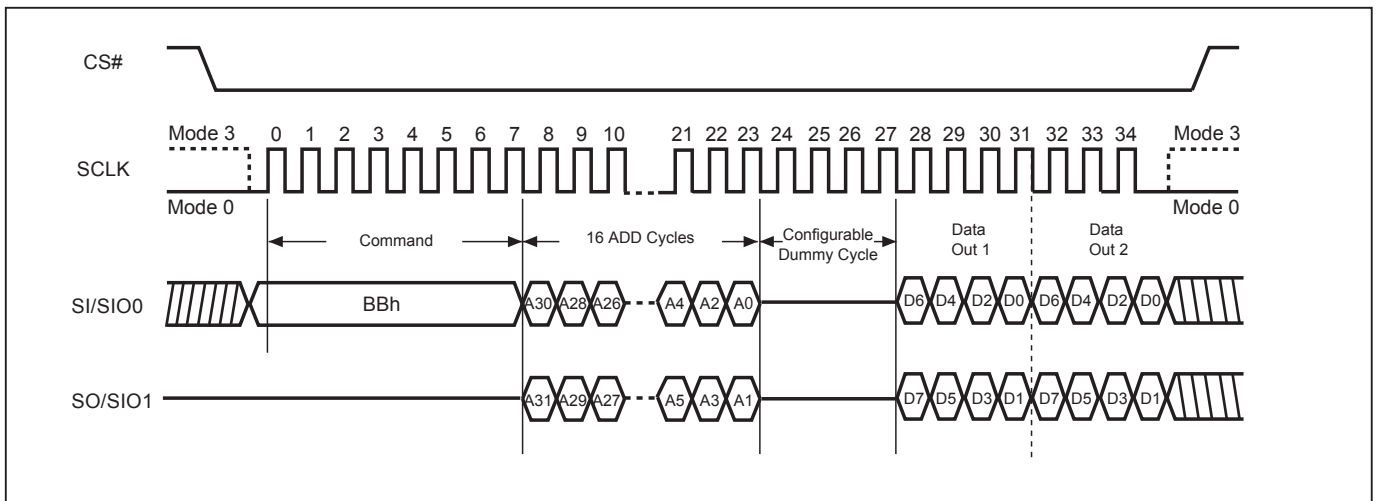 CS#
Mode 3 0 1 2 3 4 5 6 7 8 9 10 21 22 23 24 25 26 27 28 29 30 31 32 33 34 Mode 3
SCLK
Mode 0 Mode 0
Command 16 ADD Cycles Configurable Dummy Cycle Data Out 1 Data Out 2
SI/SIO0 BBh A30 A28 A26 A4 A2 A0 D6 D4 D2 D0 D6 D4 D2 D0
SO/SIO1 A31 A29 A27 A5 A3 A1 D7 D5 D3 D1 D7 D5 D3 D1